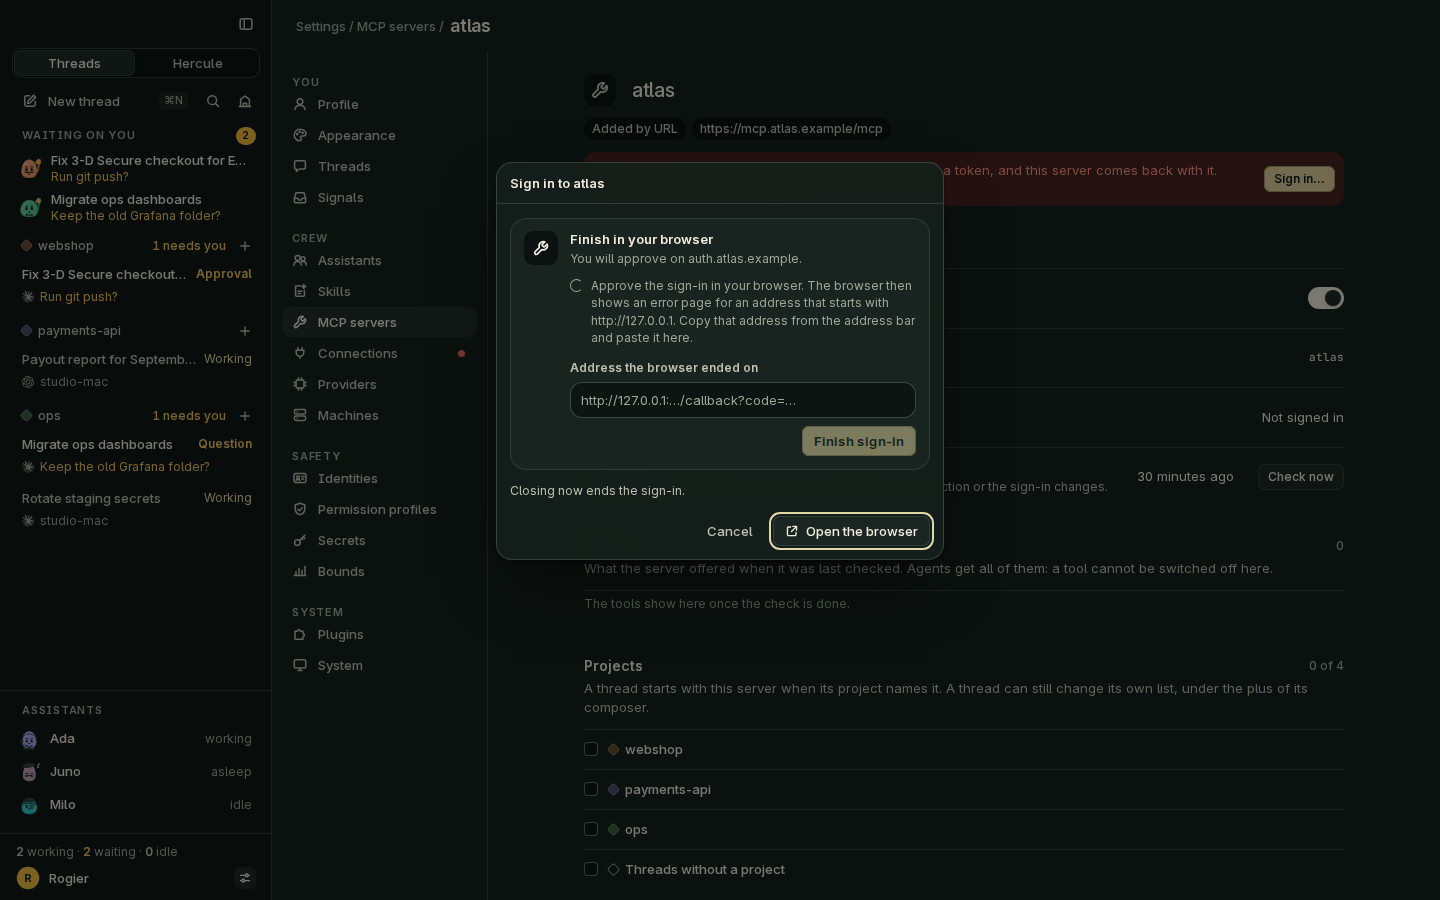 Settings / MCP servers / atlas
Threads
Hercule
New thread
⌘N
WAITING ON YOU
2
Fix 3-D Secure checkout for E…
Run git push?
Migrate ops dashboards
Keep the old Grafana folder?
webshop
1 needs you
Fix 3-D Secure checkout…
Approval
Run git push?
payments-api
Payout report for Septemb…
Working
studio-mac
ops
1 needs you
Migrate ops dashboards
Question
Keep the old Grafana folder?
Rotate staging secrets
Working
studio-mac
ASSISTANTS
Ada
working
Juno
asleep
Milo
idle
2 working · 2 waiting · 0 idle
R
Rogier
YOU
Profile
Appearance
Threads
Signals
CREW
Assistants
Skills
MCP servers
Connections
Providers
Machines
SAFETY
Identities
Permission profiles
Secrets
Bounds
SYSTEM
Plugins
System
atlas
Added by URL
https://mcp.atlas.example/mcp
a token, and this server comes back with it.
Sign in…
Sign in to atlas
Finish in your browser
You will approve on auth.atlas.example.
Approve the sign-in in your browser. The browser then
shows an error page for an address that starts with
http://127.0.0.1. Copy that address from the address bar
and paste it here.
Address the browser ended on
http://127.0.0.1:…/callback?code=…
Finish sign-in
Closing now ends the sign-in.
Cancel
Open the browser
atlas
Not signed in
ction or the sign-in changes.
30 minutes ago
Check now
0
What the server offered when it was last checked. Agents get all of them: a tool cannot be switched off here.
The tools show here once the check is done.
Projects
0 of 4
A thread starts with this server when its project names it. A thread can still change its own list, under the plus of its
composer.
webshop
payments-api
ops
Threads without a project